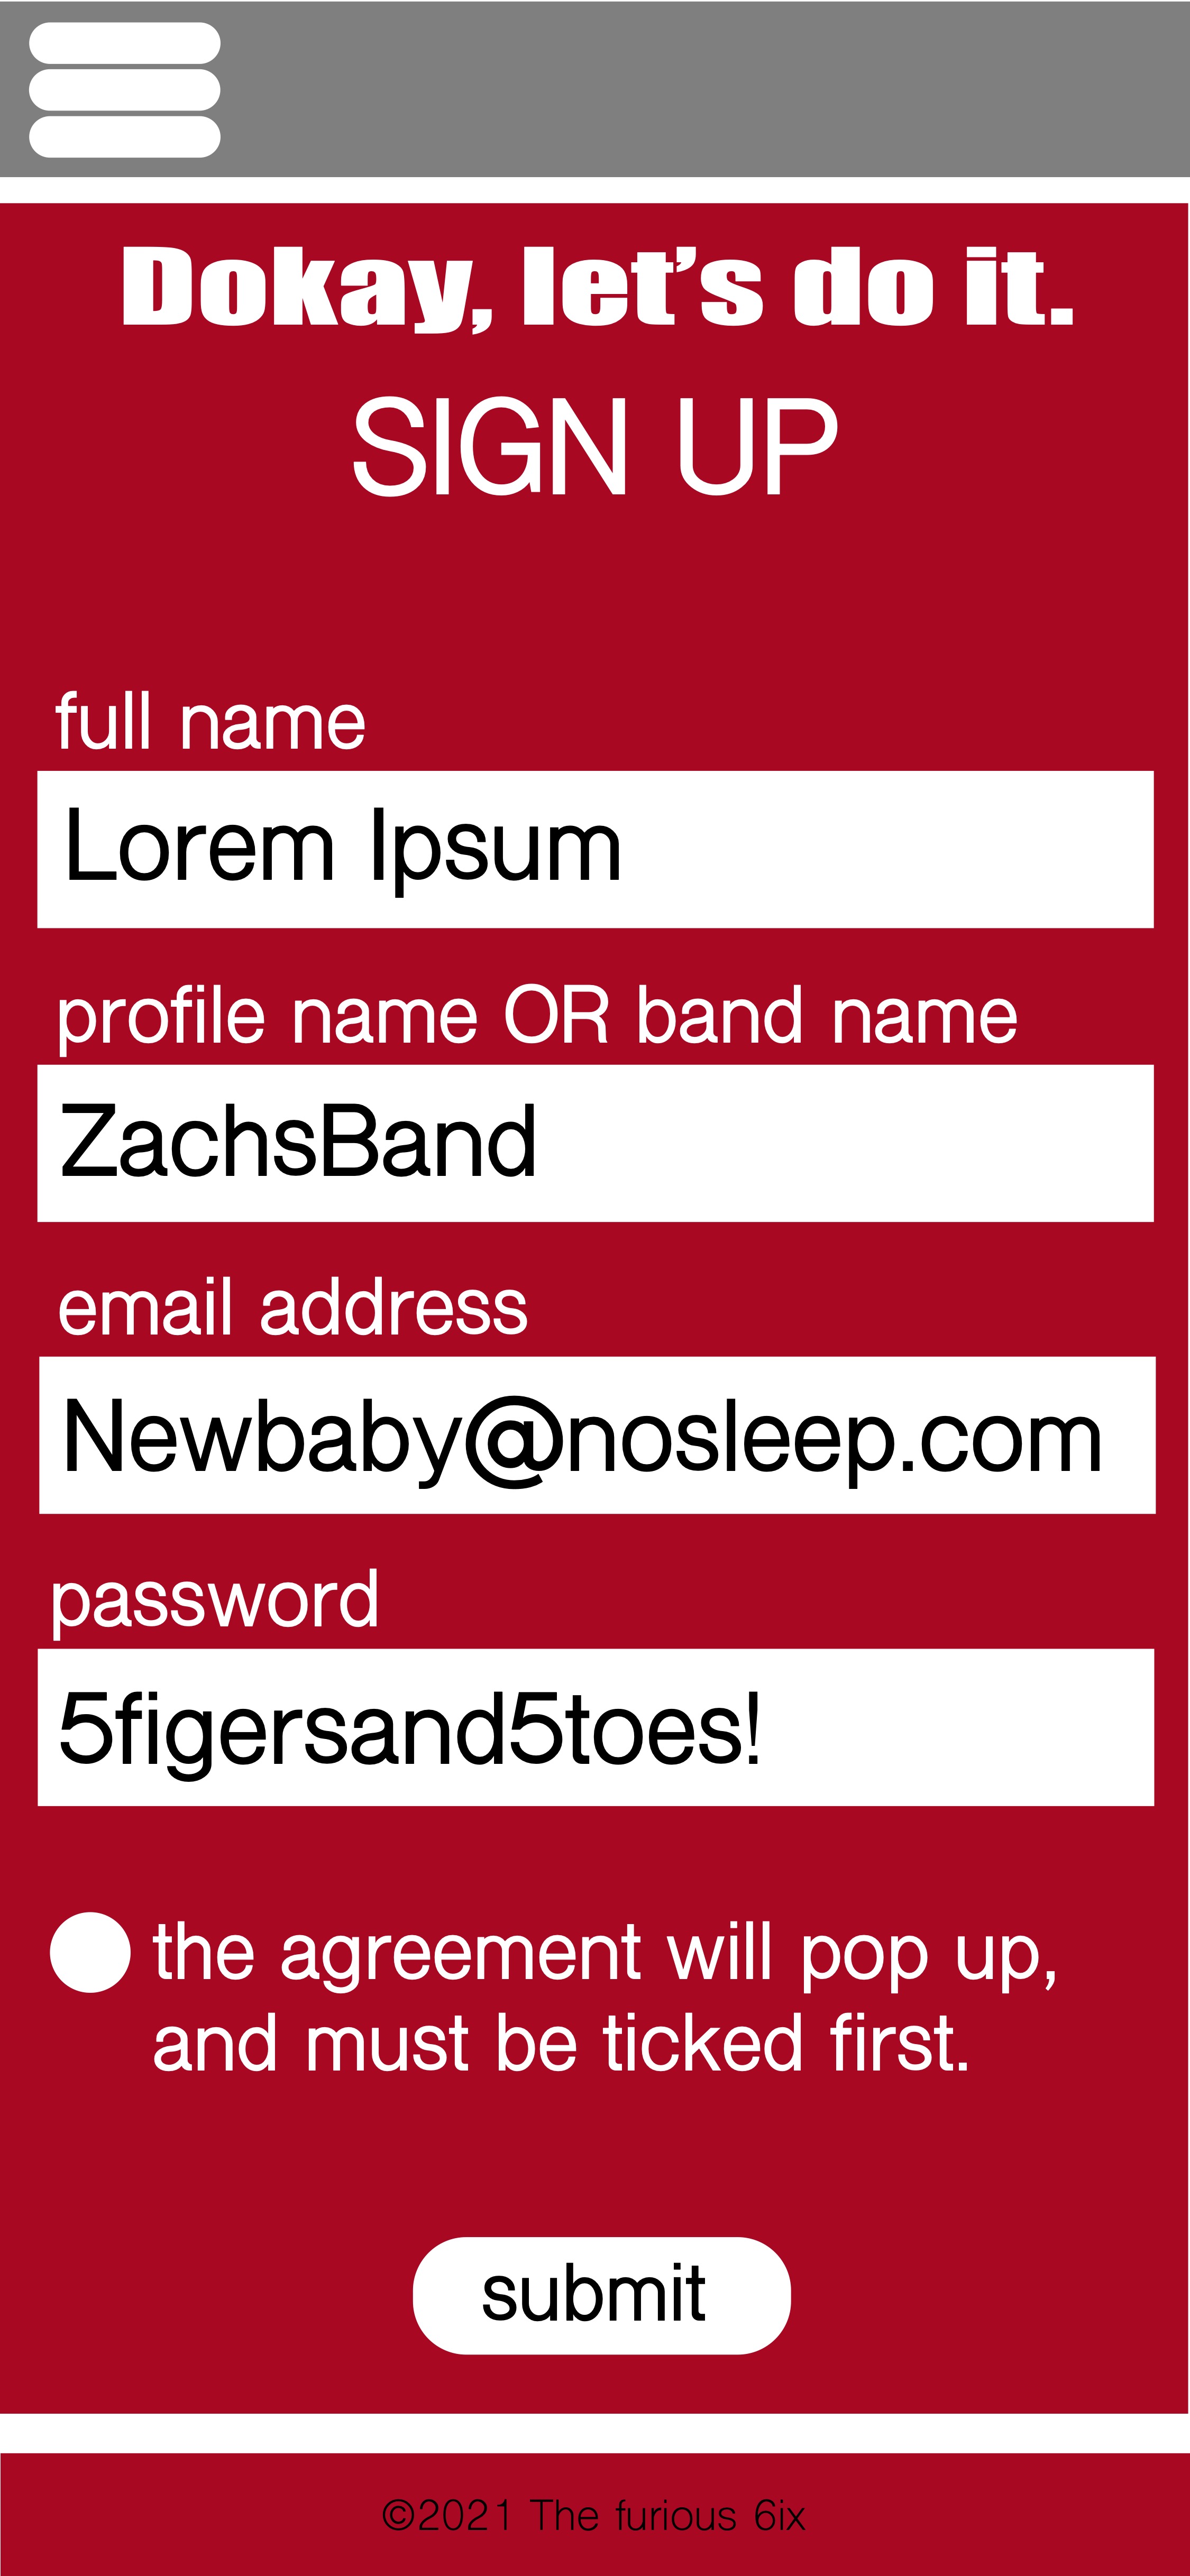 Dokay, let’s do it.
SIGN UP
full name
Lorem Ipsum
profile name OR band name
ZachsBand
email address
Newbaby@nosleep.com
password
5figersand5toes!
the agreement will pop up,
and must be ticked first.
submit
©2021 The furious 6ix